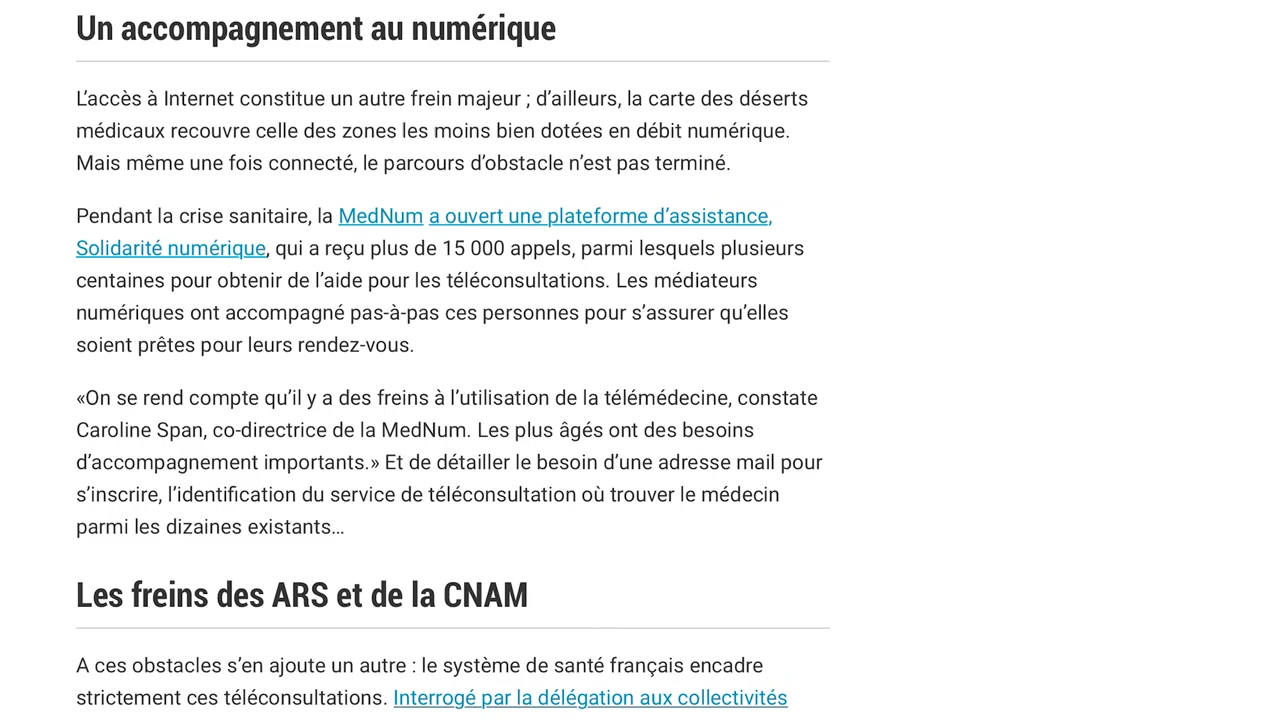 Un accompagnement au numérique
L’accès à Internet constitue un autre frein majeur ; d’ailleurs, la carte des déserts
médicaux recouvre celle des zones les moins bien dotées en débit numérique.
Mais même une fois connecté, le parcours d’obstacle n’est pas terminé.
Pendant la crise sanitaire, la MedNum a ouvert une plateforme d’assistance,
Solidarité numérique, qui a reçu plus de 15 000 appels, parmi lesquels plusieurs
centaines pour obtenir de l’aide pour les téléconsultations. Les médiateurs
numériques ont accompagné pas-à-pas ces personnes pour s’assurer qu’elles
soient prêtes pour leurs rendez-vous.
«On se rend compte qu’il y a des freins à l’utilisation de la télémédecine, constate
Caroline Span, co-directrice de la MedNum. Les plus âgés ont des besoins
d’accompagnement importants.» Et de détailler le besoin d’une adresse mail pour
s’inscrire, l’identification du service de téléconsultation où trouver le médecin
parmi les dizaines existants…
Les freins des ARS et de la CNAM
A ces obstacles s’en ajoute un autre : le système de santé français encadre
strictement ces téléconsultations. Interrogé par la délégation aux collectivités